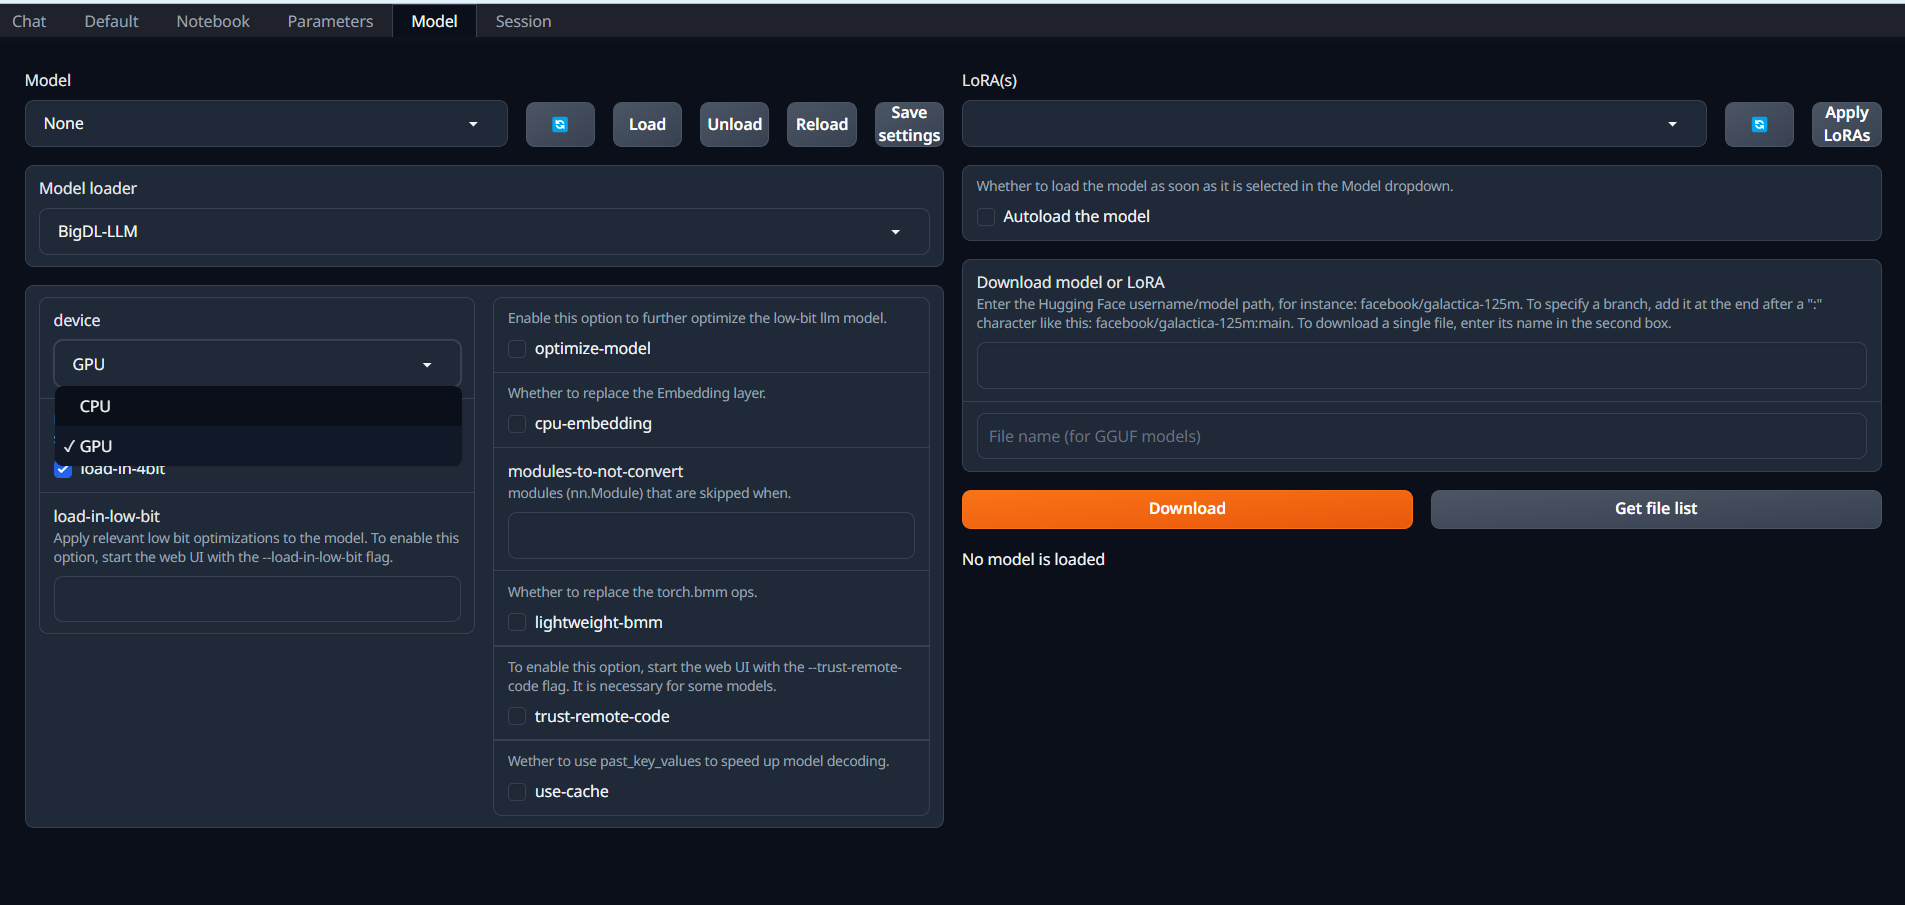 Chat Default Notebook Parameters Model Session
Model
None
Load
Unload
Reload
Save
settings
Model loader
BigDL-LLM
device
GPU
CPU
✓ GPU
load-in-4bit
load-in-low-bit
Apply relevant low bit optimizations to the model. To enable this
option, start the web UI with the --load-in-low-bit flag.
Enable this option to further optimize the low-bit llm model.
optimize-model
Whether to replace the Embedding layer.
cpu-embedding
modules-to-not-convert
modules (nn.Module) that are skipped when.
Whether to replace the torch.bmm ops.
lightweight-bmm
To enable this option, start the web UI with the --trust-remote-
code flag. It is necessary for some models.
trust-remote-code
Wether to use past_key_values to speed up model decoding.
use-cache
LoRA(s)
Apply
LoRAs
Whether to load the model as soon as it is selected in the Model dropdown.
Autoload the model
Download model or LoRA
Enter the Hugging Face username/model path, for instance: facebook/galactica-125m. To specify a branch, add it at the end after a ":"
character like this: facebook/galactica-125m:main. To download a single file, enter its name in the second box.
File name (for GGUF models)
Download
Get file list
No model is loaded